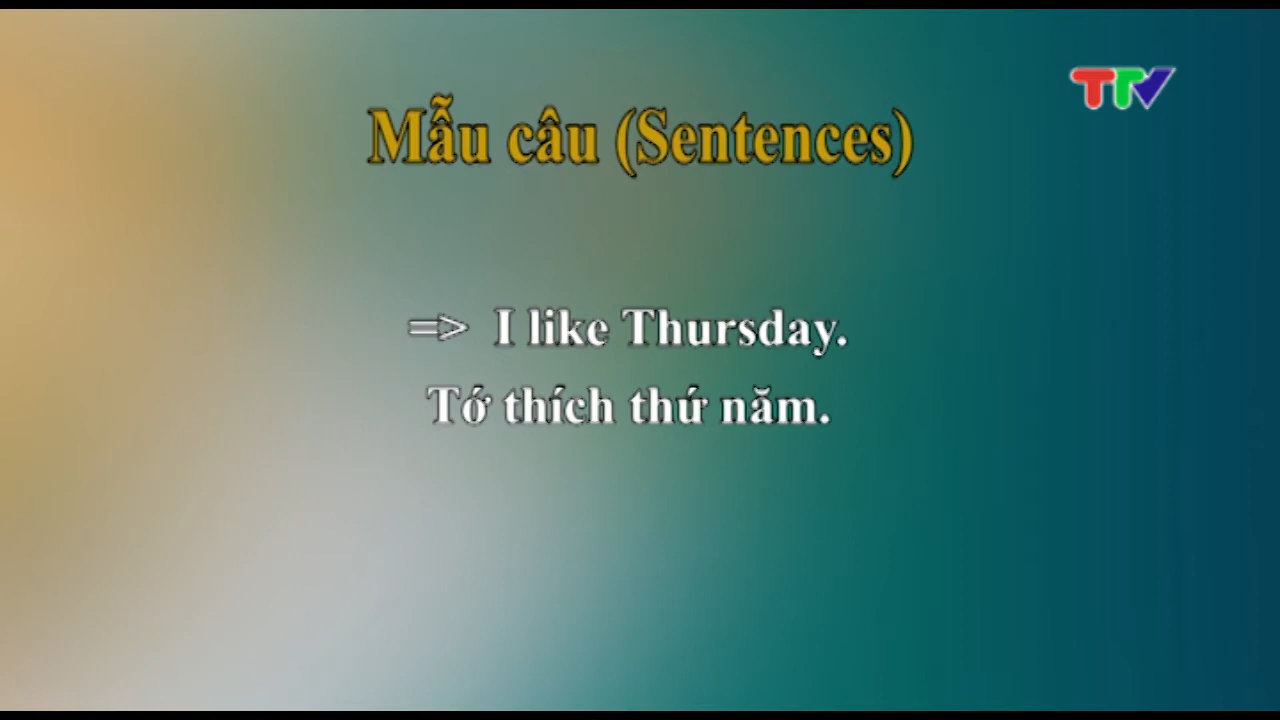 TTV
Mẫu câu (Sentences)
=> I like Thursday.
Tớ thích thứ năm.